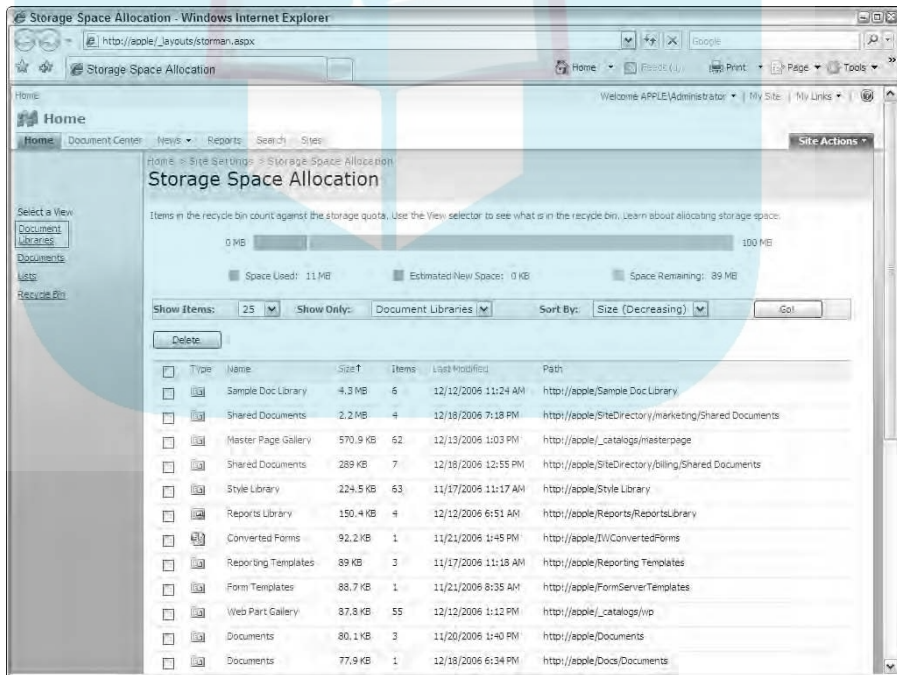 Storage Space Allocation - Windows Internet Explorer
http://apple/_layouts/storman.aspx
Google
Storage Space Allocation
Home Print Page Tools »
Home
Welcome APPLE\Administrator | My Site | My Links
Home
Home Document Center News Reports Search Sites Site Actions
Home > Site Settings > Storage Space Allocation
Storage Space Allocation
Select a View
Document Libraries
Documents
Lists
Recycle Bin
Items in the recycle bin count against the storage quota. Use the View selector to see what is in the recycle bin. Learn about allocating storage space.
0 MB 100 MB
Space Used: 11 MB Estimated New Space: 0 KB Space Remaining: 89 MB
Show Items: 25 Show Only: Document Libraries Sort By: Size (Decreasing) Go!
Delete
Type Name Size↑ Items Last Modified Path
Sample Doc Library 4.3 MB 6 12/12/2006 11:24 AM http://apple/Sample Doc Library
Shared Documents 2.2 MB 4 12/18/2006 7:18 PM http://apple/SiteDirectory/marketing/Shared Documents
Master Page Gallery 570.9 KB 62 12/13/2006 1:03 PM http://apple/_catalogs/masterpage
Shared Documents 289 KB 7 12/18/2006 12:55 PM http://apple/SiteDirectory/billing/Shared Documents
Style Library 224.5 KB 63 11/17/2006 11:17 AM http://apple/Style Library
Reports Library 150.4 KB 4 12/12/2006 6:51 AM http://apple/Reports/ReportsLibrary
Converted Forms 92.2 KB 1 11/21/2006 1:45 PM http://apple/IWConvertedForms
Reporting Templates 89 KB 3 11/17/2006 11:18 AM http://apple/Reporting Templates
Form Templates 88.7 KB 1 11/21/2006 8:35 AM http://apple/FormServerTemplates
Web Part Gallery 87.8 KB 55 12/12/2006 1:12 PM http://apple/_catalogs/wp
Documents 80.1 KB 3 11/20/2006 1:40 PM http://apple/Documents
Documents 77.9 KB 1 12/18/2006 6:34 PM http://apple/Docs/Documents